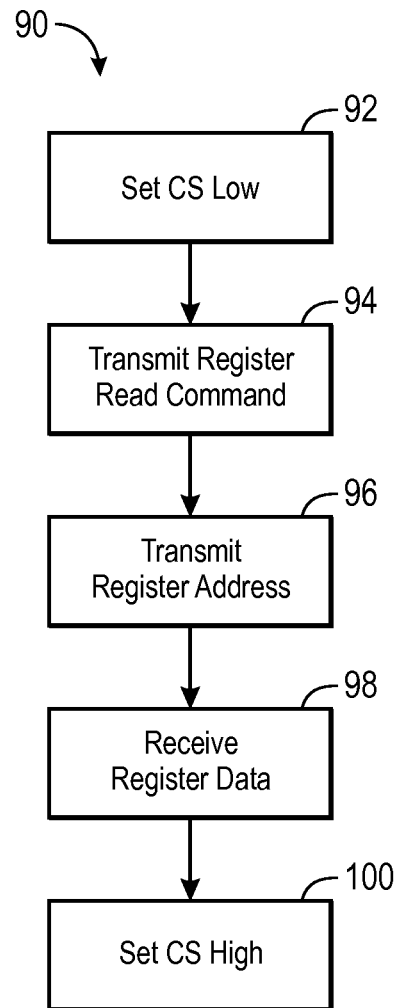 90
92
Set CS Low
94
Transmit Register
Read Command
96
Transmit
Register Address
98
Receive
Register Data
100
Set CS High